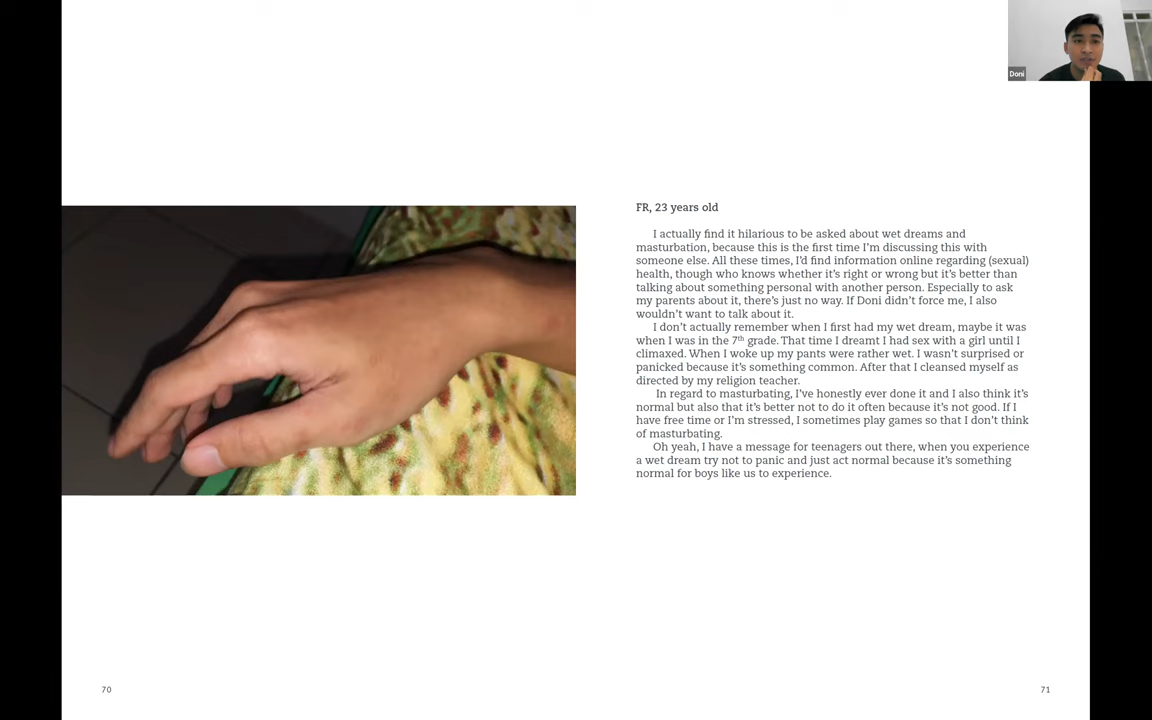 Doni
FR, 23 years old
I actually find it hilarious to be asked about wet dreams and
masturbation, because this is the first time I'm discussing this with
someone else. All these times, I'd find information online regarding (sexual)
health, though who knows whether it's right or wrong but it's better than
talking about something personal with another person. Especially to ask
my parents about it, there's just no way. If Doni didn't force me, I also
wouldn't want to talk about it.
I don't actually remember when I first had my wet dream, maybe it was
when I was in the 7th grade. That time I dreamt I had sex with a girl until I
climaxed. When I woke up my pants were rather wet. I wasn't surprised or
panicked because it's something common. After that I cleansed myself as
directed by my religion teacher.
In regard to masturbating, I've honestly ever done it and I also think it's
normal but also that it's better not to do it often because it's not good. If I
have free time or I'm stressed, I sometimes play games so that I don't think
of masturbating.
Oh yeah, I have a message for teenagers out there, when you experience
a wet dream try not to panic and just act normal because it's something
normal for boys like us to experience.
70
71